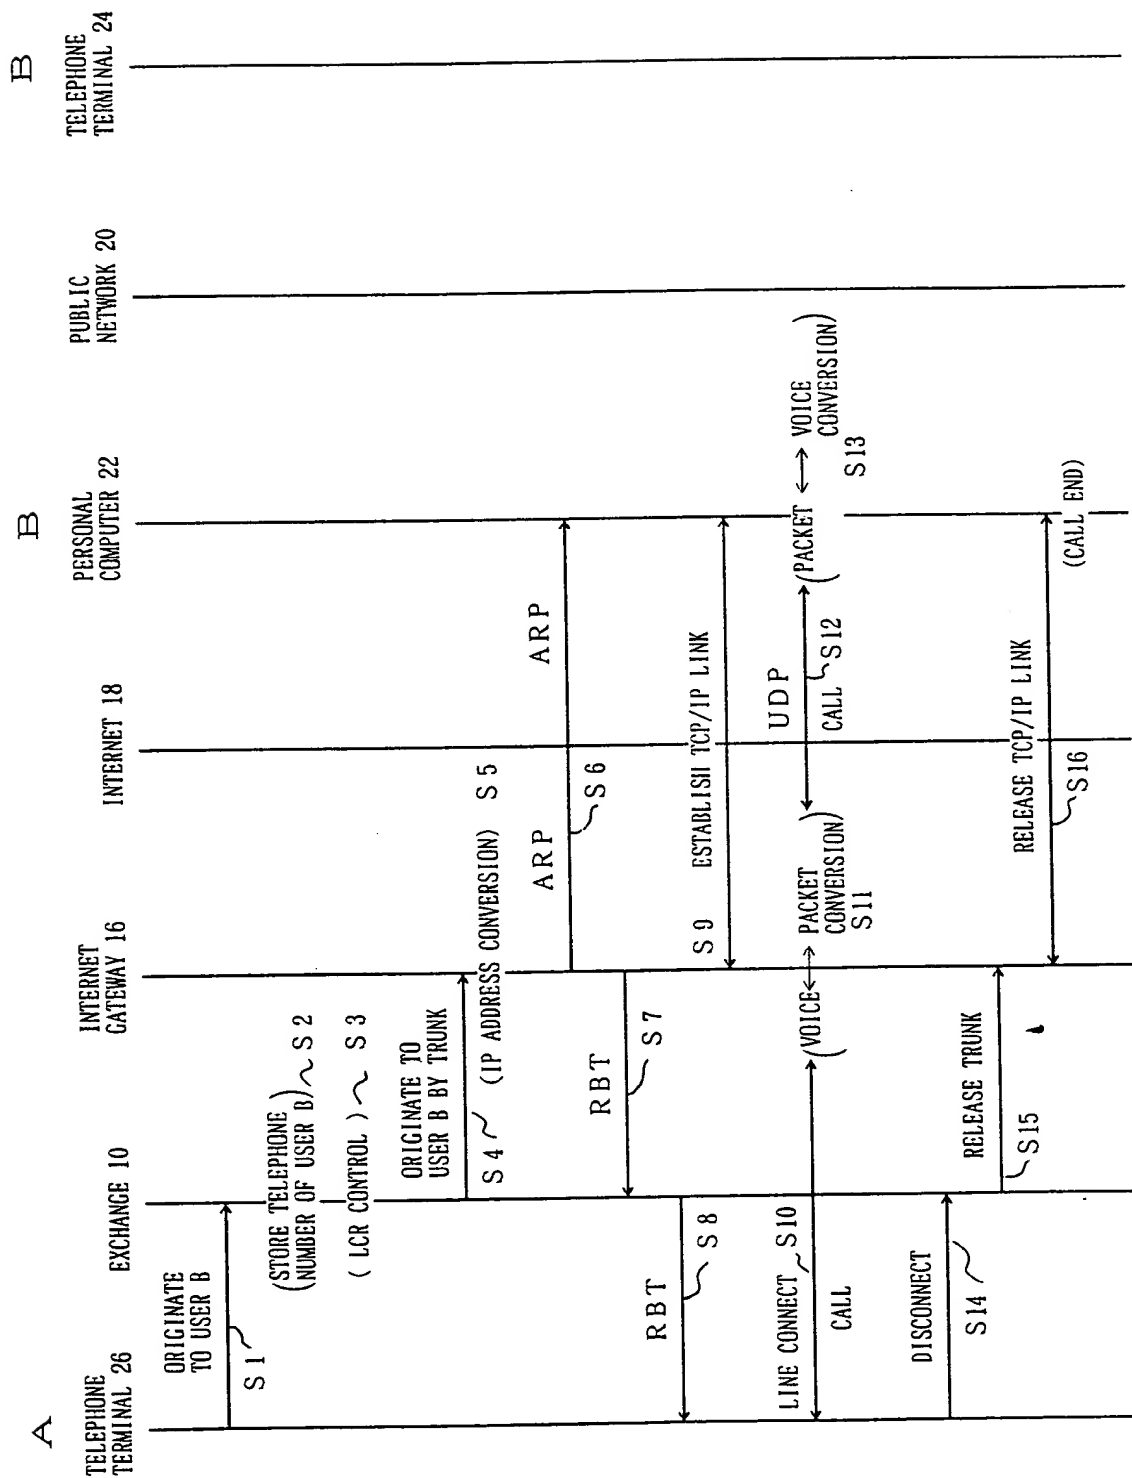 A
TELEPHONE
TERMINAL 26
EXCHANGE 10
INTERNET
GATEWAY 16
INTERNET 18
B
PERSONAL
COMPUTER 22
PUBLIC
NETWORK 20
B
TELEPHONE
TERMINAL 24
ORIGINATE
TO USER B
S1
(STORE TELEPHONE
NUMBER OF USER B) S2
(LCR CONTROL) S3
ORIGINATE TO
USER B BY TRUNK
S4 (IP ADDRESS CONVERSION) S5
ARP
ARP
S6
RBT
S7
RBT
S8
S9 ESTABLISH TCP/IP LINK
LINE CONNECT S10
CALL
(VOICE
PACKET
CONVERSION)
S11
UDP
CALL S12
(PACKET
VOICE
CONVERSION)
S13
DISCONNECT
S14
RELEASE TRUNK
S15
RELEASE TCP/IP LINK
S16
(CALL END)